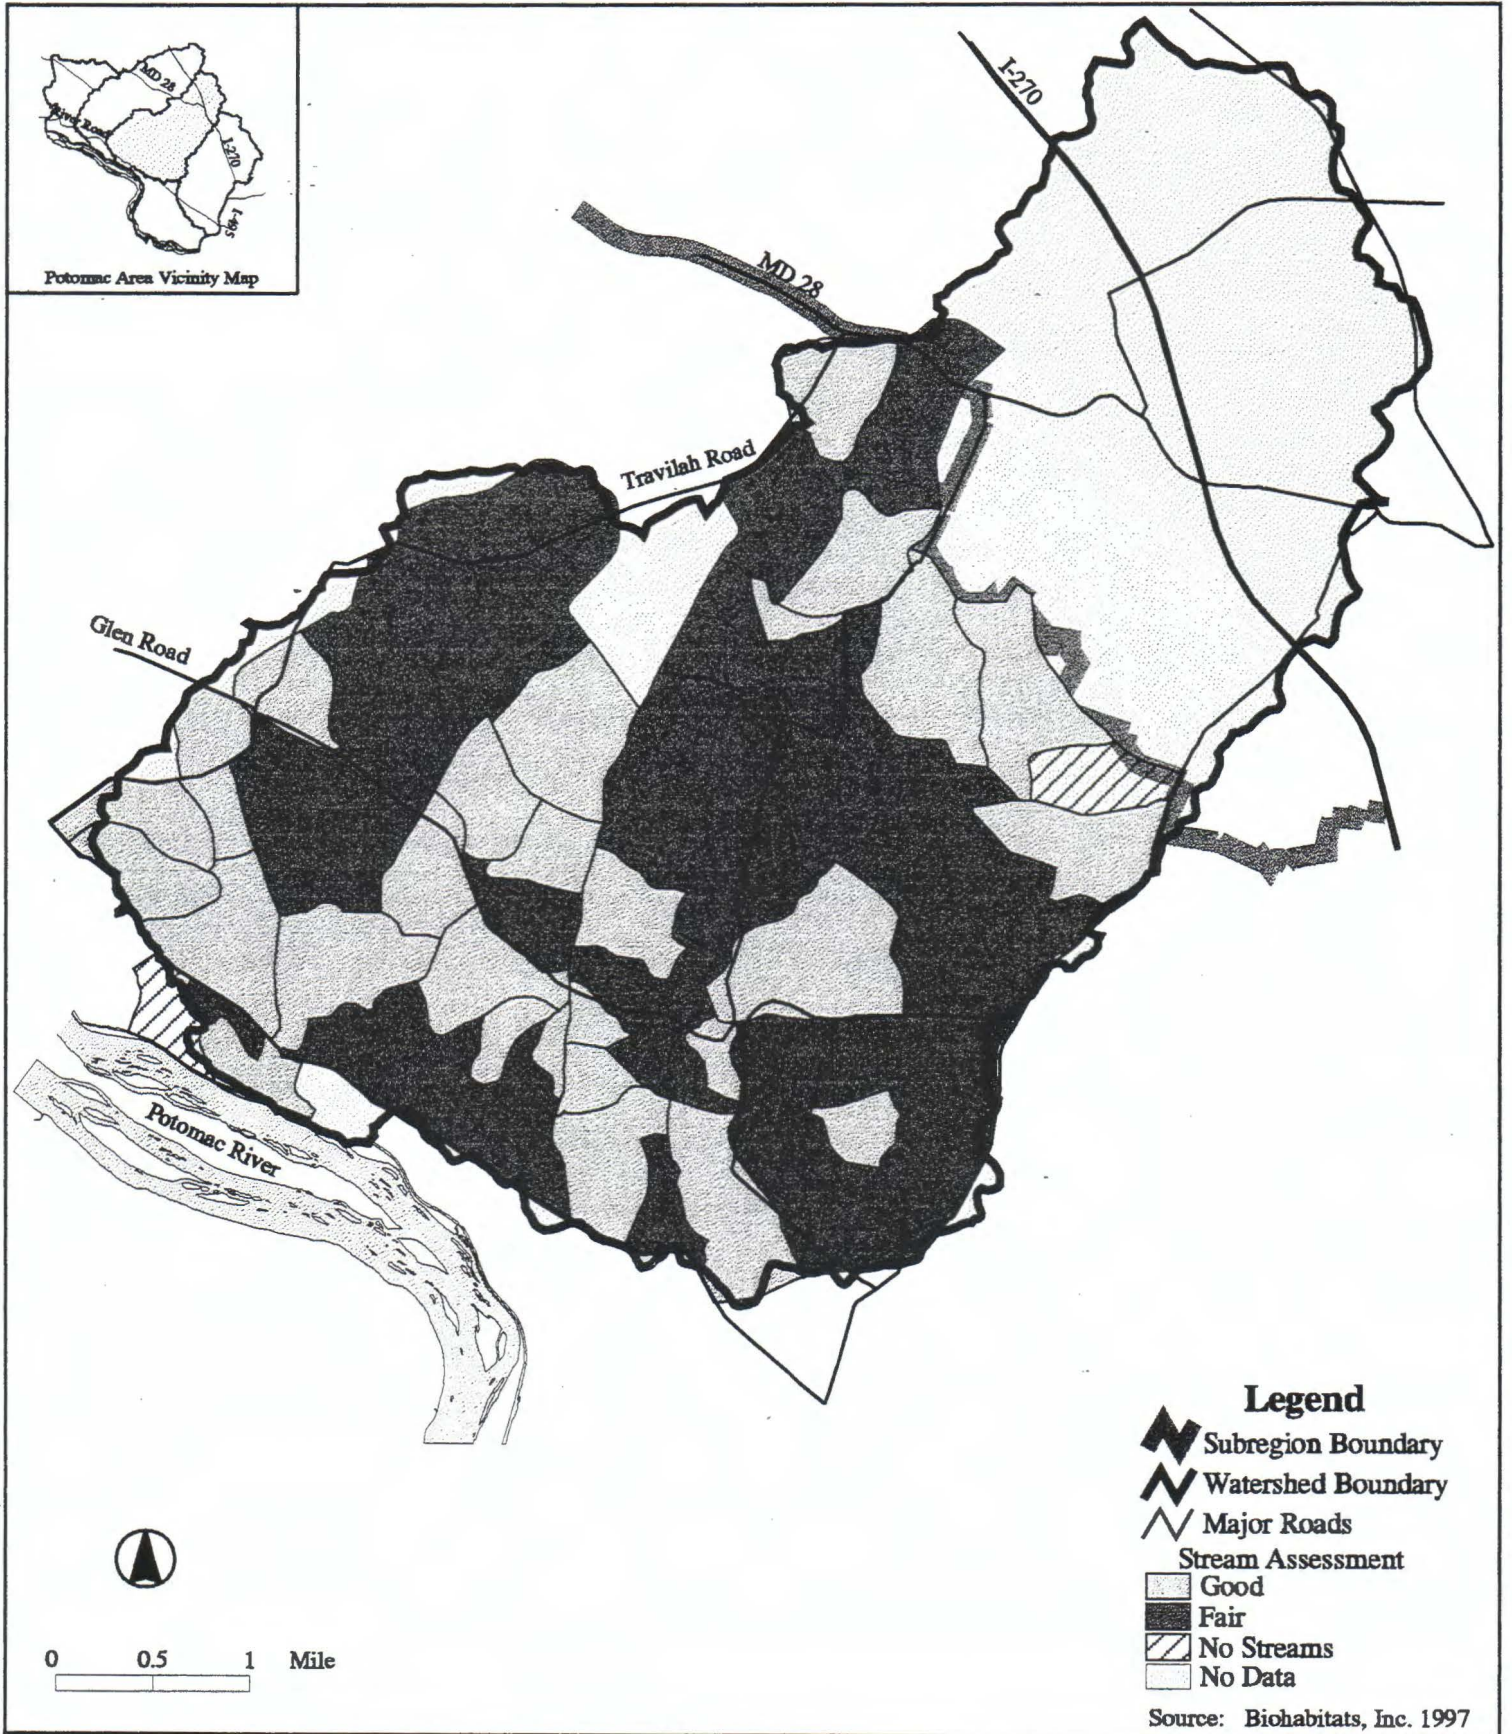 MD 28
River Road
I-270
I-495
Potomac Area Vicinity Map
I-270
MD 28
Travilah Road
Glen Road
Potomac River
Legend
Subregion Boundary
Watershed Boundary
Major Roads
Stream Assessment
Good
Fair
No Streams
No Data
0 0.5 1 Mile
Source: Biohabitats, Inc. 1997